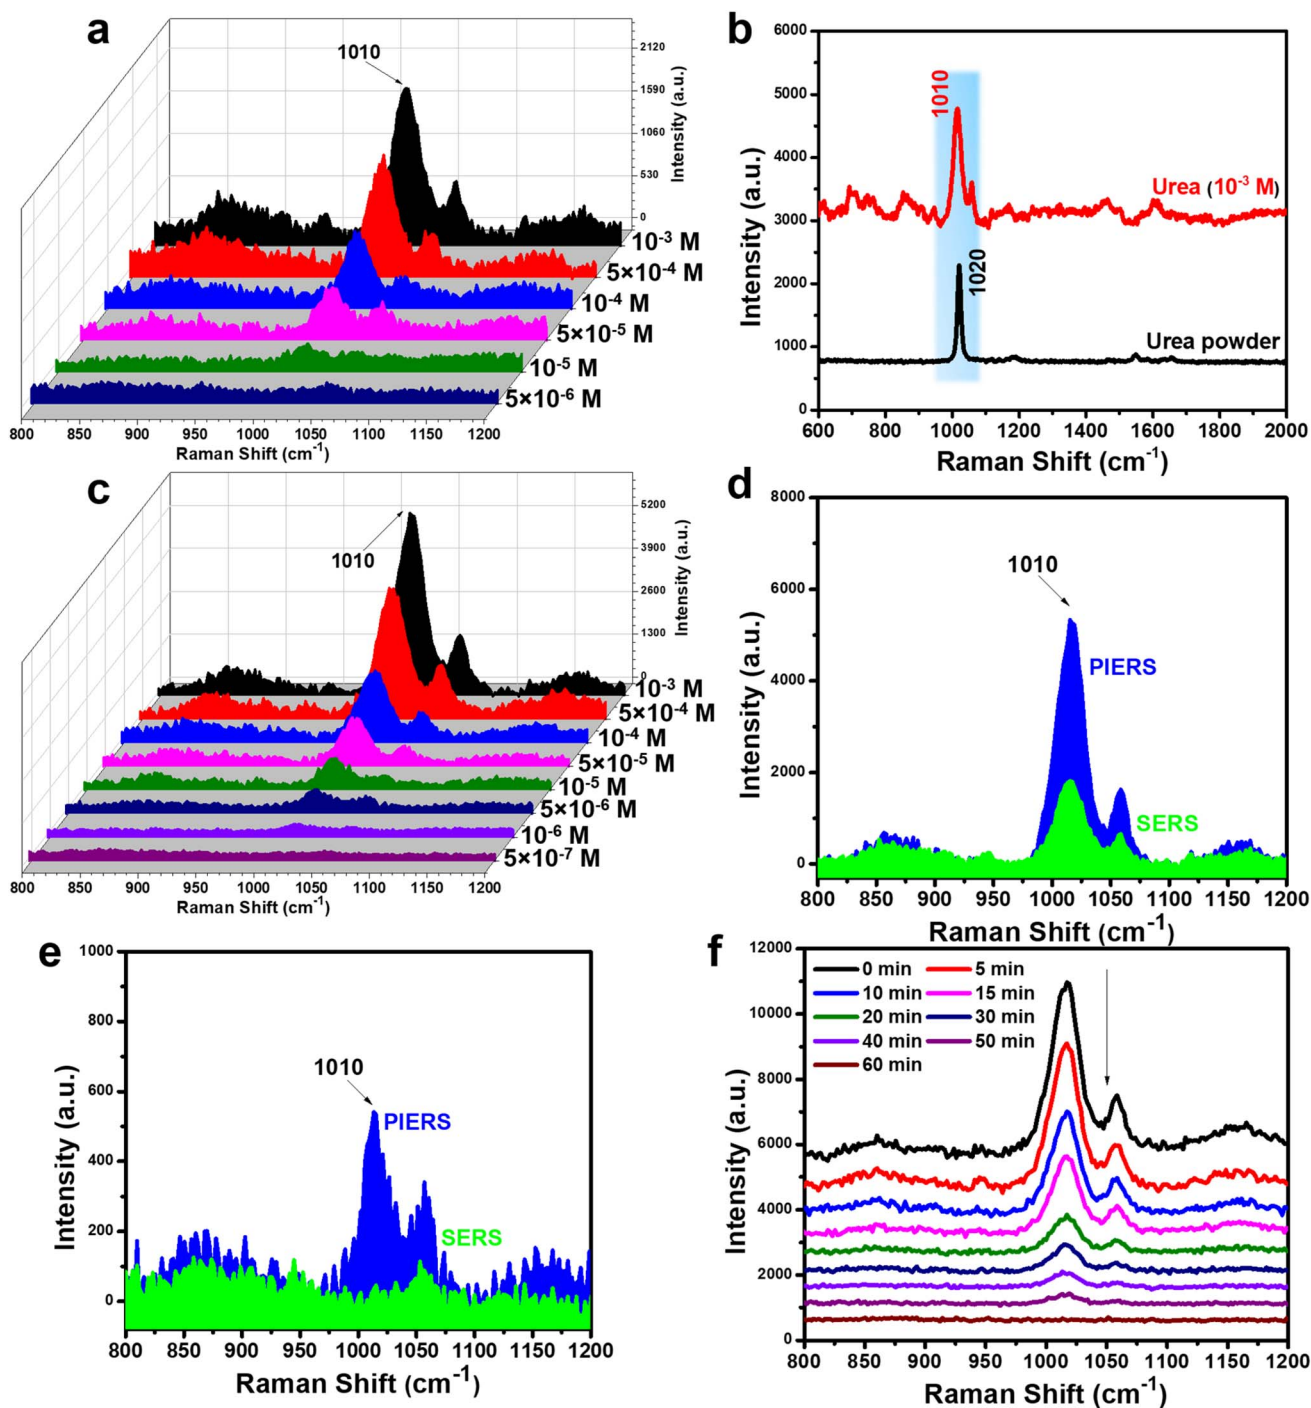 a
1010
2120
1590
1060
530
0
Intensity (a.u.)
10⁻³ M
5×10⁻⁴ M
10⁻⁴ M
5×10⁻⁵ M
10⁻⁵ M
5×10⁻⁶ M
800 850 900 950 1000 1050 1100 1150 1200
Raman Shift (cm⁻¹)
b
6000
5000
4000
3000
2000
1000
0
Intensity (a.u.)
1010
Urea (10⁻³ M)
1020
Urea powder
600 800 1000 1200 1400 1600 1800 2000
Raman Shift (cm⁻¹)
c
1010
5200
3900
2600
1300
0
Intensity (a.u.)
10⁻³ M
5×10⁻⁴ M
10⁻⁴ M
5×10⁻⁵ M
10⁻⁵ M
5×10⁻⁶ M
10⁻⁶ M
5×10⁻⁷ M
800 850 900 950 1000 1050 1100 1150 1200
Raman Shift (cm⁻¹)
d
8000
6000
4000
2000
0
Intensity (a.u.)
1010
PIERS
SERS
800 850 900 950 1000 1050 1100 1150 1200
Raman Shift (cm⁻¹)
e
1000
800
600
400
200
0
Intensity (a.u.)
1010
PIERS
SERS
800 850 900 950 1000 1050 1100 1150 1200
Raman Shift (cm⁻¹)
f
12000
10000
8000
6000
4000
2000
0
Intensity (a.u.)
0 min 5 min
10 min 15 min
20 min 30 min
40 min 50 min
60 min
800 850 900 950 1000 1050 1100 1150 1200
Raman Shift (cm⁻¹)